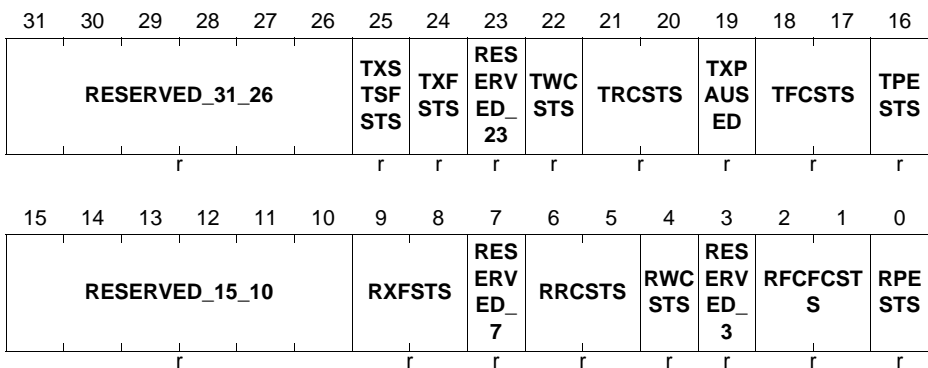 31 30 29 28 27 26 25 24 23 22 21 20 19 18 17 16
RESERVED_31_26
TXS
TSF
STS
TXF
STS
RES
ERV
ED_
23
TWC
STS
TRCSTS
TXP
AUS
ED
TFCSTS
TPE
STS
r r r r r r r r r
15 14 13 12 11 10 9 8 7 6 5 4 3 2 1 0
RESERVED_15_10
RXFSTS
RES
ERV
ED_
7
RRCSTS
RWC
STS
RES
ERV
ED_
3
RFCFCST
S
RPE
STS
r r r r r r r r